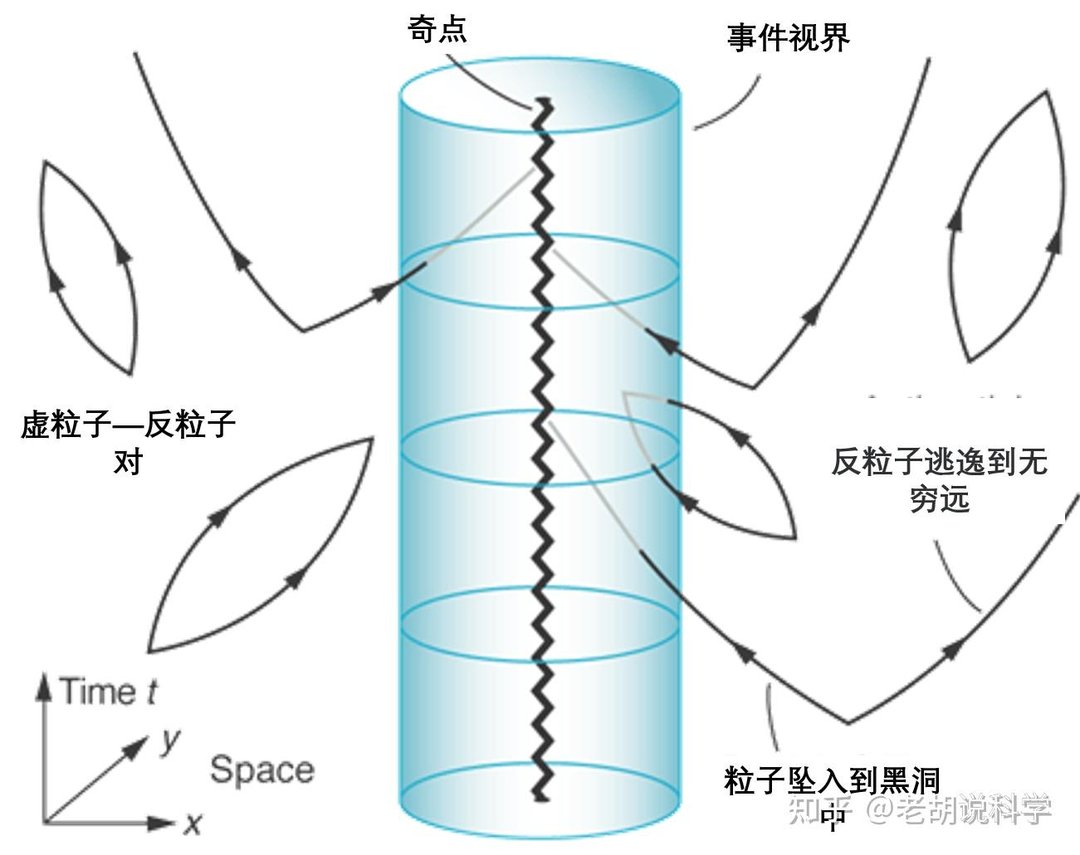 奇点
事件视界
虚粒子—反粒子
对
反粒子逃逸到无
穷远
Time t
y
Space
x
粒子坠入到黑洞
中
知乎 @老胡说科学